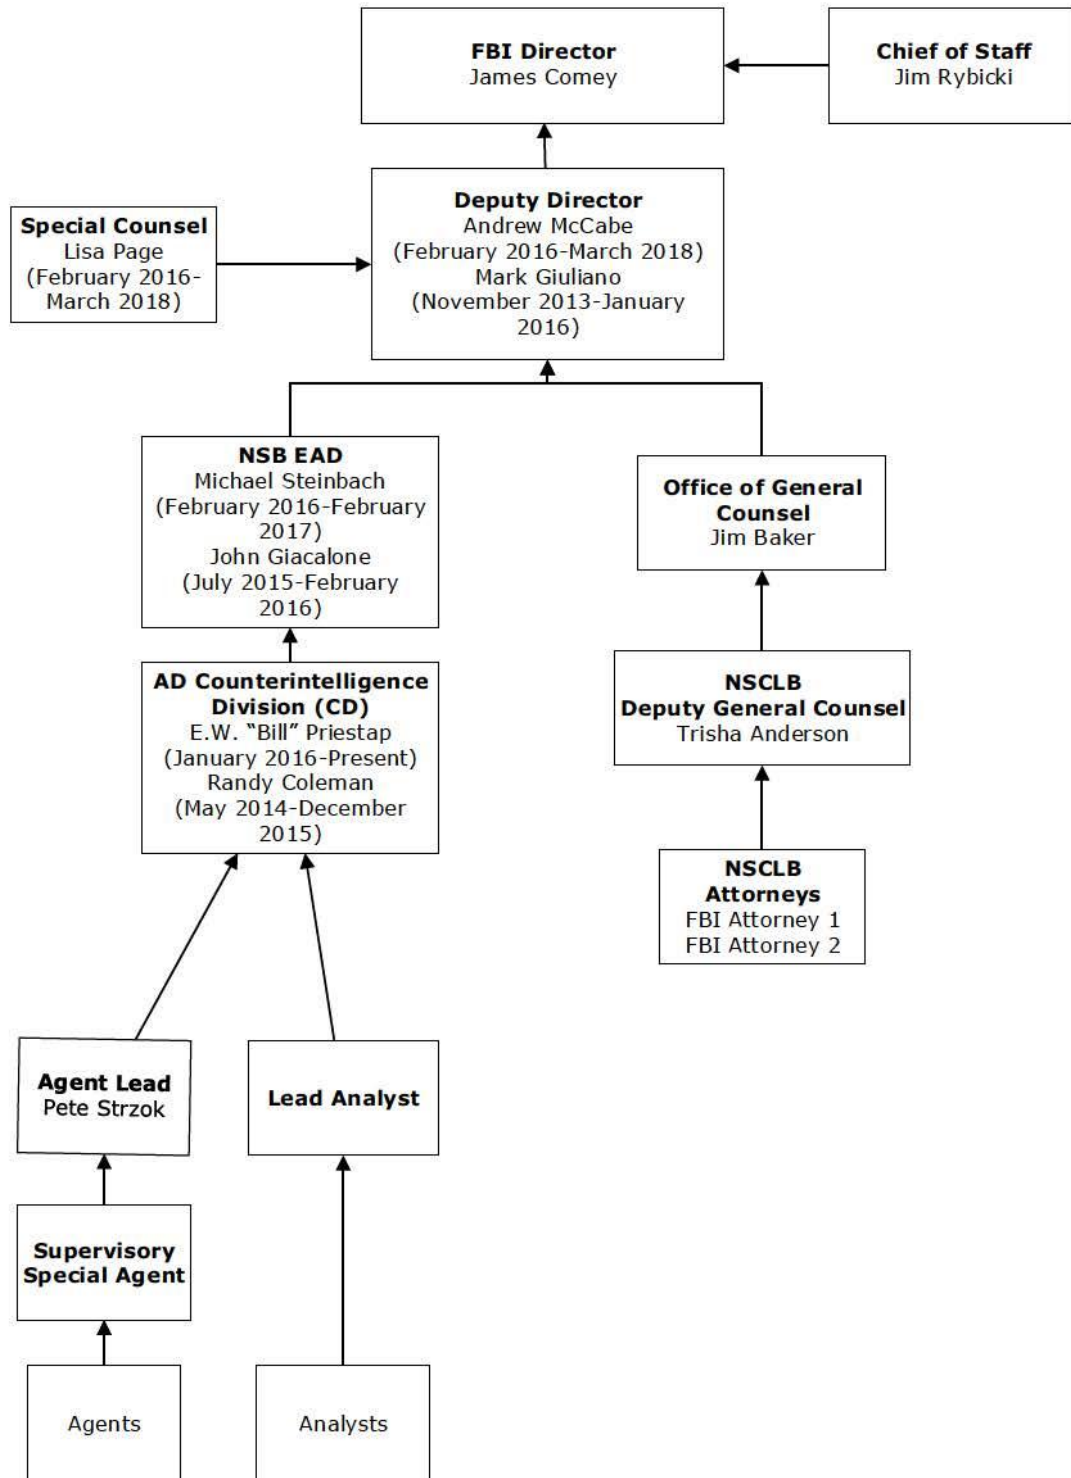 FBI Director
James Comey
Chief of Staff
Jim Rybicki
Deputy Director
Andrew McCabe
(February 2016-March 2018)
Mark Giuliano
(November 2013-January
2016)
Special Counsel
Lisa Page
(February 2016-
March 2018)
NSB EAD
Michael Steinbach
(February 2016-February
2017)
John Giacalone
(July 2015-February
2016)
Office of General
Counsel
Jim Baker
AD Counterintelligence
Division (CD)
E.W. “Bill” Priestap
(January 2016-Present)
Randy Coleman
(May 2014-December
2015)
NSCLB
Deputy General Counsel
Trisha Anderson
NSCLB
Attorneys
FBI Attorney 1
FBI Attorney 2
Agent Lead
Pete Strzok
Lead Analyst
Supervisory
Special Agent
Agents
Analysts